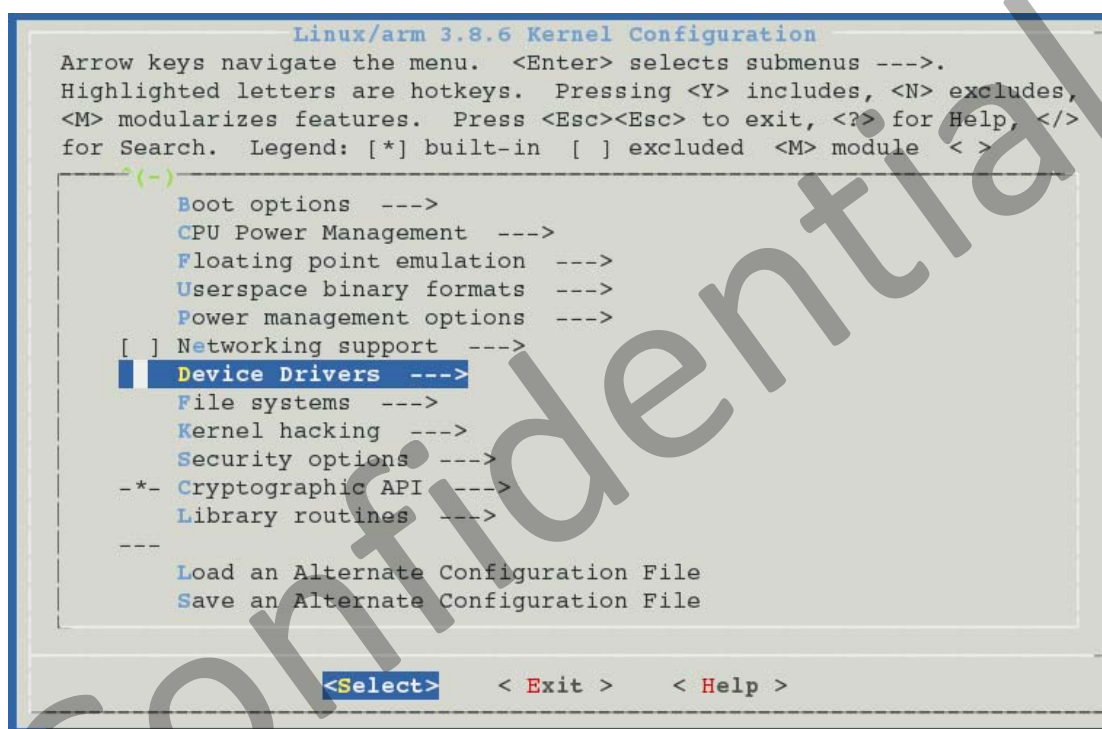 Linux/arm 3.8.6 Kernel Configuration
Arrow keys navigate the menu.  <Enter> selects submenus --->.
Highlighted letters are hotkeys.  Pressing <Y> includes, <N> excludes,
<M> modularizes features.  Press <Esc><Esc> to exit, <?> for Help, </>
for Search.  Legend: [*] built-in  [ ] excluded  <M> module  < >
^(-)
Boot options  --->
CPU Power Management  --->
Floating point emulation  --->
Userspace binary formats  --->
Power management options  --->
[ ] Networking support  --->
Device Drivers  --->
File systems  --->
Kernel hacking  --->
Security options  --->
-*- Cryptographic API  --->
Library routines  --->
---
Load an Alternate Configuration File
Save an Alternate Configuration File
<Select>    < Exit >    < Help >
Confidential